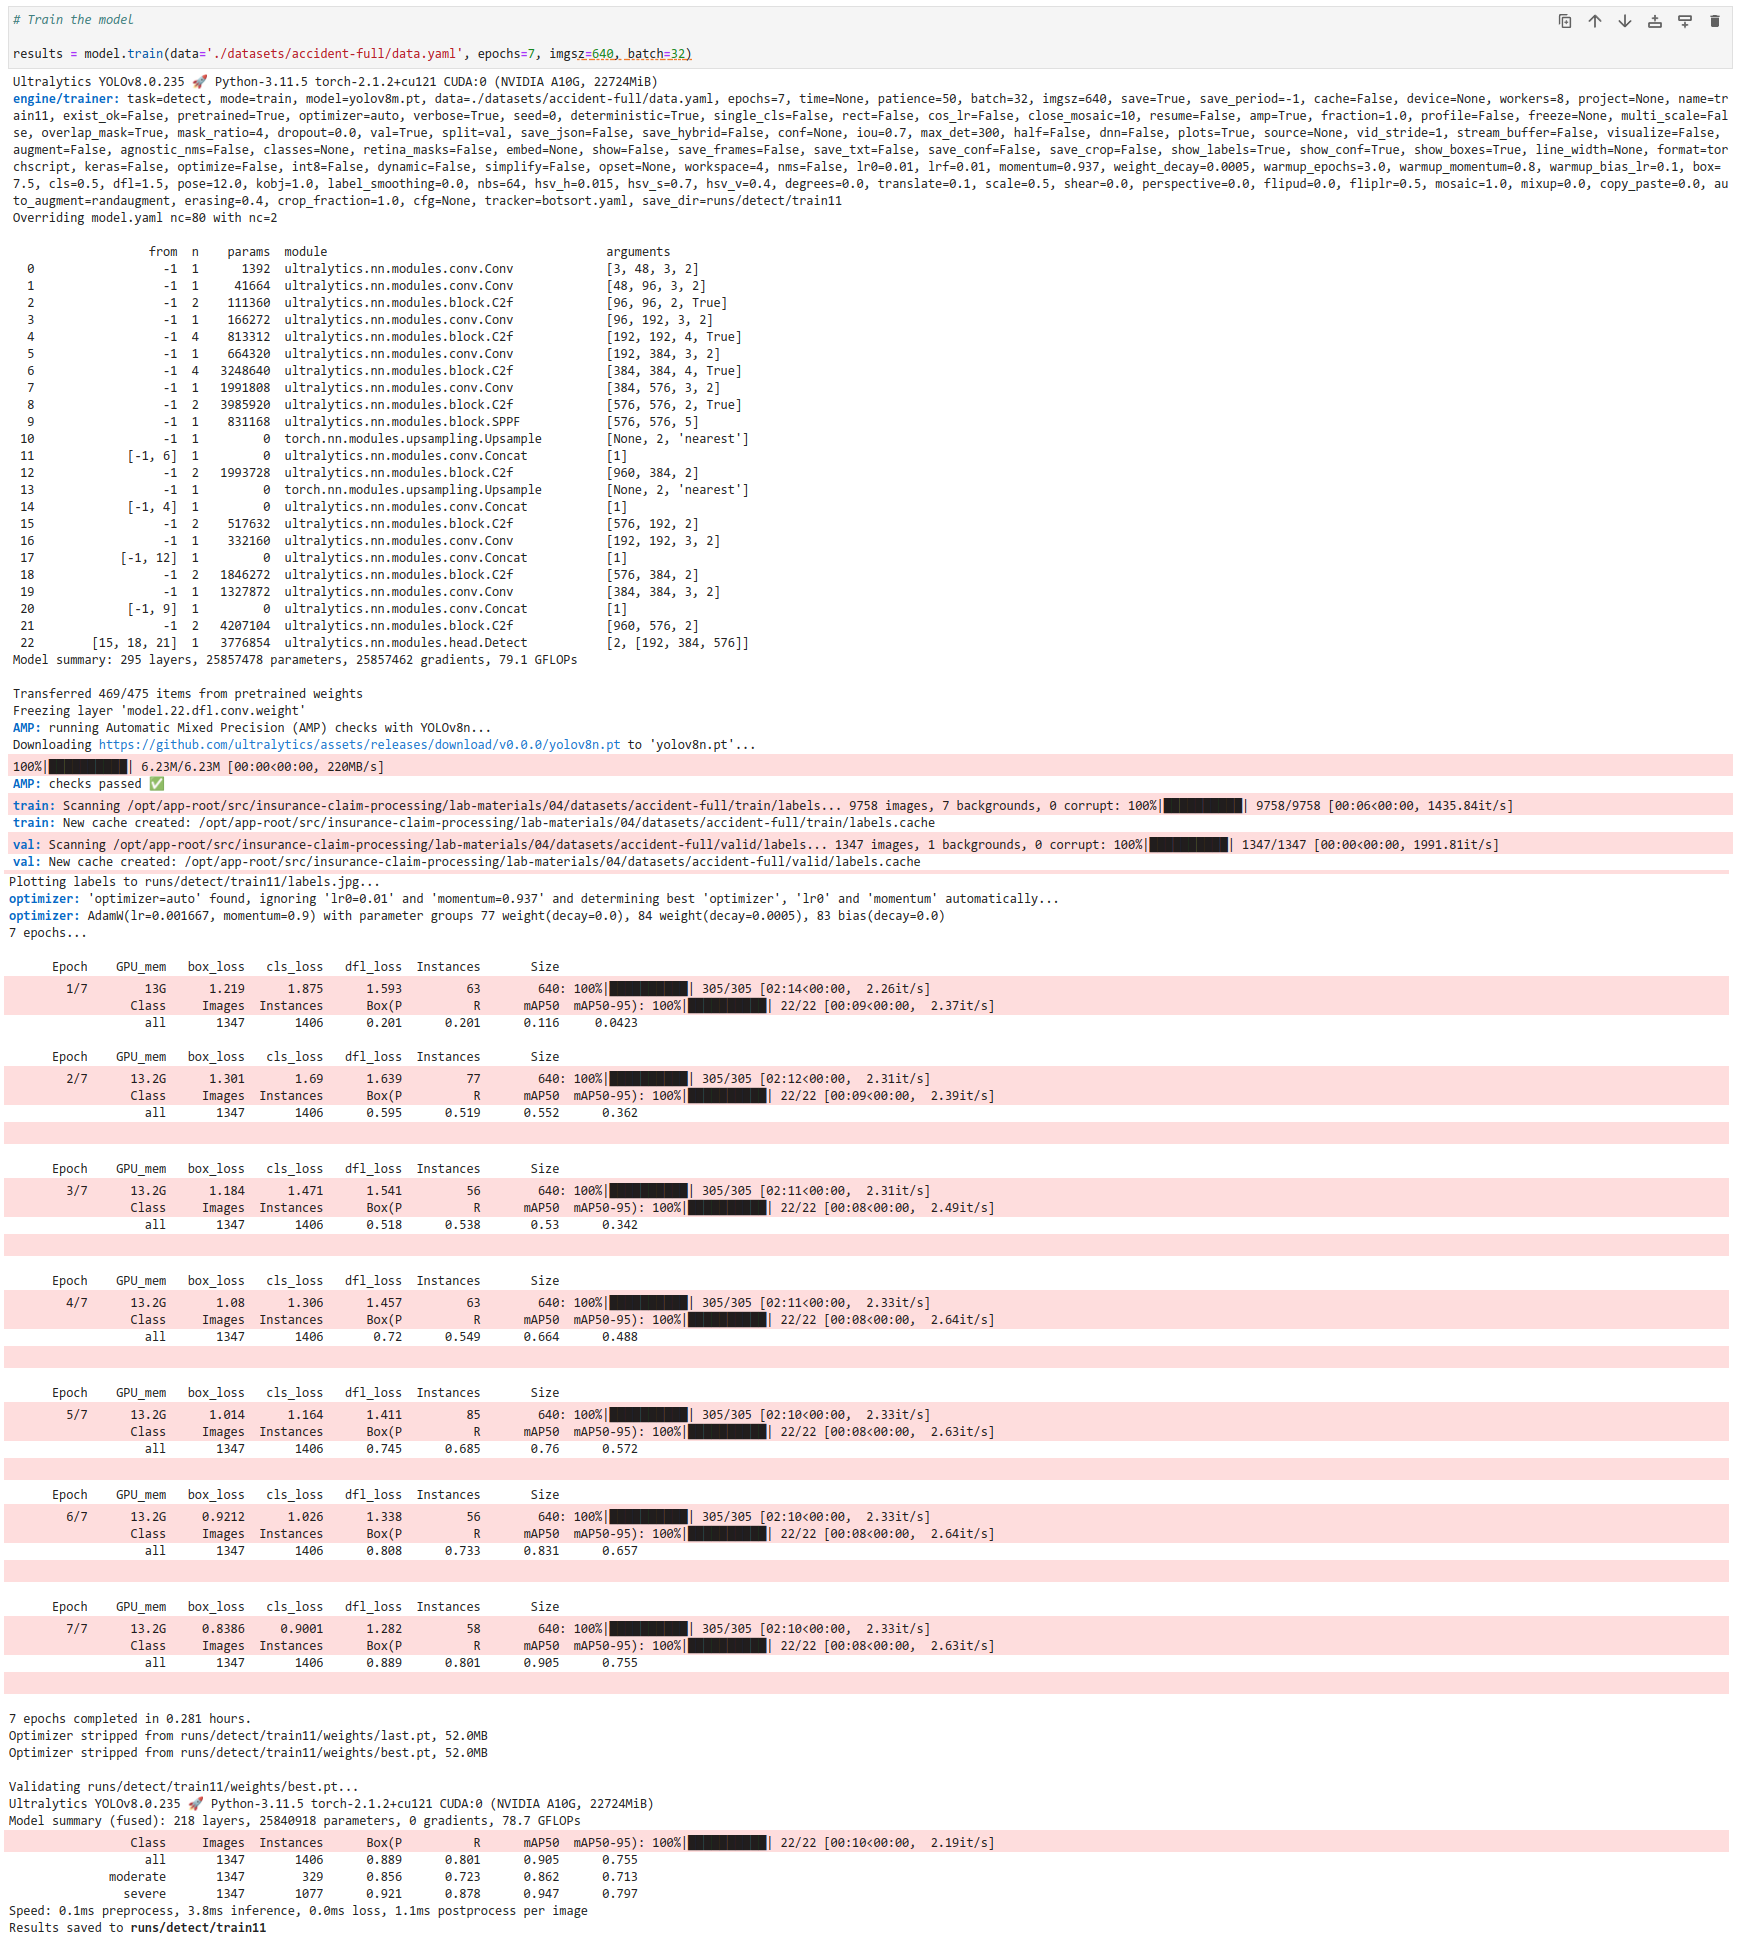 # Train the model
results = model.train(data='./datasets/accident-full/data.yaml', epochs=7, imgsz=640, batch=32)
Ultralytics YOLOv8.0.235 🚀 Python-3.11.5 torch-2.1.2+cu121 CUDA:0 (NVIDIA A10G, 22724MiB)
engine/trainer: task=detect, mode=train, model=yolov8m.pt, data=./datasets/accident-full/data.yaml, epochs=7, time=None, patience=50, batch=32, imgsz=640, save=True, save_period=-1, cache=False, device=None, workers=8, project=None, name=tr
ain11, exist_ok=False, pretrained=True, optimizer=auto, verbose=True, seed=0, deterministic=True, single_cls=False, rect=False, cos_lr=False, close_mosaic=10, resume=False, amp=True, fraction=1.0, profile=False, freeze=None, multi_scale=Fal
se, overlap_mask=True, mask_ratio=4, dropout=0.0, val=True, split=val, save_json=False, save_hybrid=False, conf=None, iou=0.7, max_det=300, half=False, dnn=False, plots=True, source=None, vid_stride=1, stream_buffer=False, visualize=False,
augment=False, agnostic_nms=False, classes=None, retina_masks=False, embed=None, show=False, save_frames=False, save_txt=False, save_conf=False, save_crop=False, show_labels=True, show_conf=True, show_boxes=True, line_width=None, format=tor
chscript, keras=False, optimize=False, int8=False, dynamic=False, simplify=False, opset=None, workspace=4, nms=False, lr0=0.01, lrf=0.01, momentum=0.937, weight_decay=0.0005, warmup_epochs=3.0, warmup_momentum=0.8, warmup_bias_lr=0.1, box=
7.5, cls=0.5, dfl=1.5, pose=12.0, kobj=1.0, label_smoothing=0.0, nbs=64, hsv_h=0.015, hsv_s=0.7, hsv_v=0.4, degrees=0.0, translate=0.1, scale=0.5, shear=0.0, perspective=0.0, flipud=0.0, fliplr=0.5, mosaic=1.0, mixup=0.0, copy_paste=0.0, au
to_augment=randaugment, erasing=0.4, crop_fraction=1.0, cfg=None, tracker=botsort.yaml, save_dir=runs/detect/train11
Overriding model.yaml nc=80 with nc=2
from n params module arguments
0 -1 1 1392 ultralytics.nn.modules.conv.Conv [3, 48, 3, 2]
1 -1 1 41664 ultralytics.nn.modules.conv.Conv [48, 96, 3, 2]
2 -1 2 111360 ultralytics.nn.modules.block.C2f [96, 96, 2, True]
3 -1 1 166272 ultralytics.nn.modules.conv.Conv [96, 192, 3, 2]
4 -1 4 813312 ultralytics.nn.modules.block.C2f [192, 192, 4, True]
5 -1 1 664320 ultralytics.nn.modules.conv.Conv [192, 384, 3, 2]
6 -1 4 3248640 ultralytics.nn.modules.block.C2f [384, 384, 4, True]
7 -1 1 1991808 ultralytics.nn.modules.conv.Conv [384, 576, 3, 2]
8 -1 2 3985920 ultralytics.nn.modules.block.C2f [576, 576, 2, True]
9 -1 1 831168 ultralytics.nn.modules.block.SPPF [576, 576, 5]
10 -1 1 0 torch.nn.modules.upsampling.Upsample [None, 2, 'nearest']
11 [-1, 6] 1 0 ultralytics.nn.modules.conv.Concat [1]
12 -1 2 1993728 ultralytics.nn.modules.block.C2f [960, 384, 2]
13 -1 1 0 torch.nn.modules.upsampling.Upsample [None, 2, 'nearest']
14 [-1, 4] 1 0 ultralytics.nn.modules.conv.Concat [1]
15 -1 2 517632 ultralytics.nn.modules.block.C2f [576, 192, 2]
16 -1 1 332160 ultralytics.nn.modules.conv.Conv [192, 192, 3, 2]
17 [-1, 12] 1 0 ultralytics.nn.modules.conv.Concat [1]
18 -1 2 1846272 ultralytics.nn.modules.block.C2f [576, 384, 2]
19 -1 1 1327872 ultralytics.nn.modules.conv.Conv [384, 384, 3, 2]
20 [-1, 9] 1 0 ultralytics.nn.modules.conv.Concat [1]
21 -1 2 4207104 ultralytics.nn.modules.block.C2f [960, 576, 2]
22 [15, 18, 21] 1 3776854 ultralytics.nn.modules.head.Detect [2, [192, 384, 576]]
Model summary: 295 layers, 25857478 parameters, 25857462 gradients, 79.1 GFLOPs
Transferred 469/475 items from pretrained weights
Freezing layer 'model.22.dfl.conv.weight'
AMP: running Automatic Mixed Precision (AMP) checks with YOLOv8n...
Downloading https://github.com/ultralytics/assets/releases/download/v0.0.0/yolov8n.pt to 'yolov8n.pt'...
100%|██████████| 6.23M/6.23M [00:00<00:00, 220MB/s]
AMP: checks passed ✅
train: Scanning /opt/app-root/src/insurance-claim-processing/lab-materials/04/datasets/accident-full/train/labels... 9758 images, 7 backgrounds, 0 corrupt: 100%|██████████| 9758/9758 [00:06<00:00, 1435.84it/s]
train: New cache created: /opt/app-root/src/insurance-claim-processing/lab-materials/04/datasets/accident-full/train/labels.cache
val: Scanning /opt/app-root/src/insurance-claim-processing/lab-materials/04/datasets/accident-full/valid/labels... 1347 images, 1 backgrounds, 0 corrupt: 100%|██████████| 1347/1347 [00:00<00:00, 1991.81it/s]
val: New cache created: /opt/app-root/src/insurance-claim-processing/lab-materials/04/datasets/accident-full/valid/labels.cache
Plotting labels to runs/detect/train11/labels.jpg...
optimizer: 'optimizer=auto' found, ignoring 'lr0=0.01' and 'momentum=0.937' and determining best 'optimizer', 'lr0' and 'momentum' automatically...
optimizer: AdamW(lr=0.001667, momentum=0.9) with parameter groups 77 weight(decay=0.0), 84 weight(decay=0.0005), 83 bias(decay=0.0)
7 epochs...
Epoch GPU_mem box_loss cls_loss dfl_loss Instances Size
1/7 13G 1.219 1.875 1.593 63 640: 100%|██████████| 305/305 [02:14<00:00, 2.26it/s]
Class Images Instances Box(P R mAP50 mAP50-95): 100%|██████████| 22/22 [00:09<00:00, 2.37it/s]
all 1347 1406 0.201 0.201 0.116 0.0423
Epoch GPU_mem box_loss cls_loss dfl_loss Instances Size
2/7 13.2G 1.301 1.69 1.639 77 640: 100%|██████████| 305/305 [02:12<00:00, 2.31it/s]
Class Images Instances Box(P R mAP50 mAP50-95): 100%|██████████| 22/22 [00:09<00:00, 2.39it/s]
all 1347 1406 0.595 0.519 0.552 0.362
Epoch GPU_mem box_loss cls_loss dfl_loss Instances Size
3/7 13.2G 1.184 1.471 1.541 56 640: 100%|██████████| 305/305 [02:11<00:00, 2.31it/s]
Class Images Instances Box(P R mAP50 mAP50-95): 100%|██████████| 22/22 [00:08<00:00, 2.49it/s]
all 1347 1406 0.518 0.538 0.53 0.342
Epoch GPU_mem box_loss cls_loss dfl_loss Instances Size
4/7 13.2G 1.08 1.306 1.457 63 640: 100%|██████████| 305/305 [02:11<00:00, 2.33it/s]
Class Images Instances Box(P R mAP50 mAP50-95): 100%|██████████| 22/22 [00:08<00:00, 2.64it/s]
all 1347 1406 0.72 0.549 0.664 0.488
Epoch GPU_mem box_loss cls_loss dfl_loss Instances Size
5/7 13.2G 1.014 1.164 1.411 85 640: 100%|██████████| 305/305 [02:10<00:00, 2.33it/s]
Class Images Instances Box(P R mAP50 mAP50-95): 100%|██████████| 22/22 [00:08<00:00, 2.63it/s]
all 1347 1406 0.745 0.685 0.76 0.572
Epoch GPU_mem box_loss cls_loss dfl_loss Instances Size
6/7 13.2G 0.9212 1.026 1.338 56 640: 100%|██████████| 305/305 [02:10<00:00, 2.33it/s]
Class Images Instances Box(P R mAP50 mAP50-95): 100%|██████████| 22/22 [00:08<00:00, 2.64it/s]
all 1347 1406 0.808 0.733 0.831 0.657
Epoch GPU_mem box_loss cls_loss dfl_loss Instances Size
7/7 13.2G 0.8386 0.9001 1.282 58 640: 100%|██████████| 305/305 [02:10<00:00, 2.33it/s]
Class Images Instances Box(P R mAP50 mAP50-95): 100%|██████████| 22/22 [00:08<00:00, 2.63it/s]
all 1347 1406 0.889 0.801 0.905 0.755
7 epochs completed in 0.281 hours.
Optimizer stripped from runs/detect/train11/weights/last.pt, 52.0MB
Optimizer stripped from runs/detect/train11/weights/best.pt, 52.0MB
Validating runs/detect/train11/weights/best.pt...
Ultralytics YOLOv8.0.235 🚀 Python-3.11.5 torch-2.1.2+cu121 CUDA:0 (NVIDIA A10G, 22724MiB)
Model summary (fused): 218 layers, 25840918 parameters, 0 gradients, 78.7 GFLOPs
Class Images Instances Box(P R mAP50 mAP50-95): 100%|██████████| 22/22 [00:10<00:00, 2.19it/s]
all 1347 1406 0.889 0.801 0.905 0.755
moderate 1347 329 0.856 0.723 0.862 0.713
severe 1347 1077 0.921 0.878 0.947 0.797
Speed: 0.1ms preprocess, 3.8ms inference, 0.0ms loss, 1.1ms postprocess per image
Results saved to runs/detect/train11